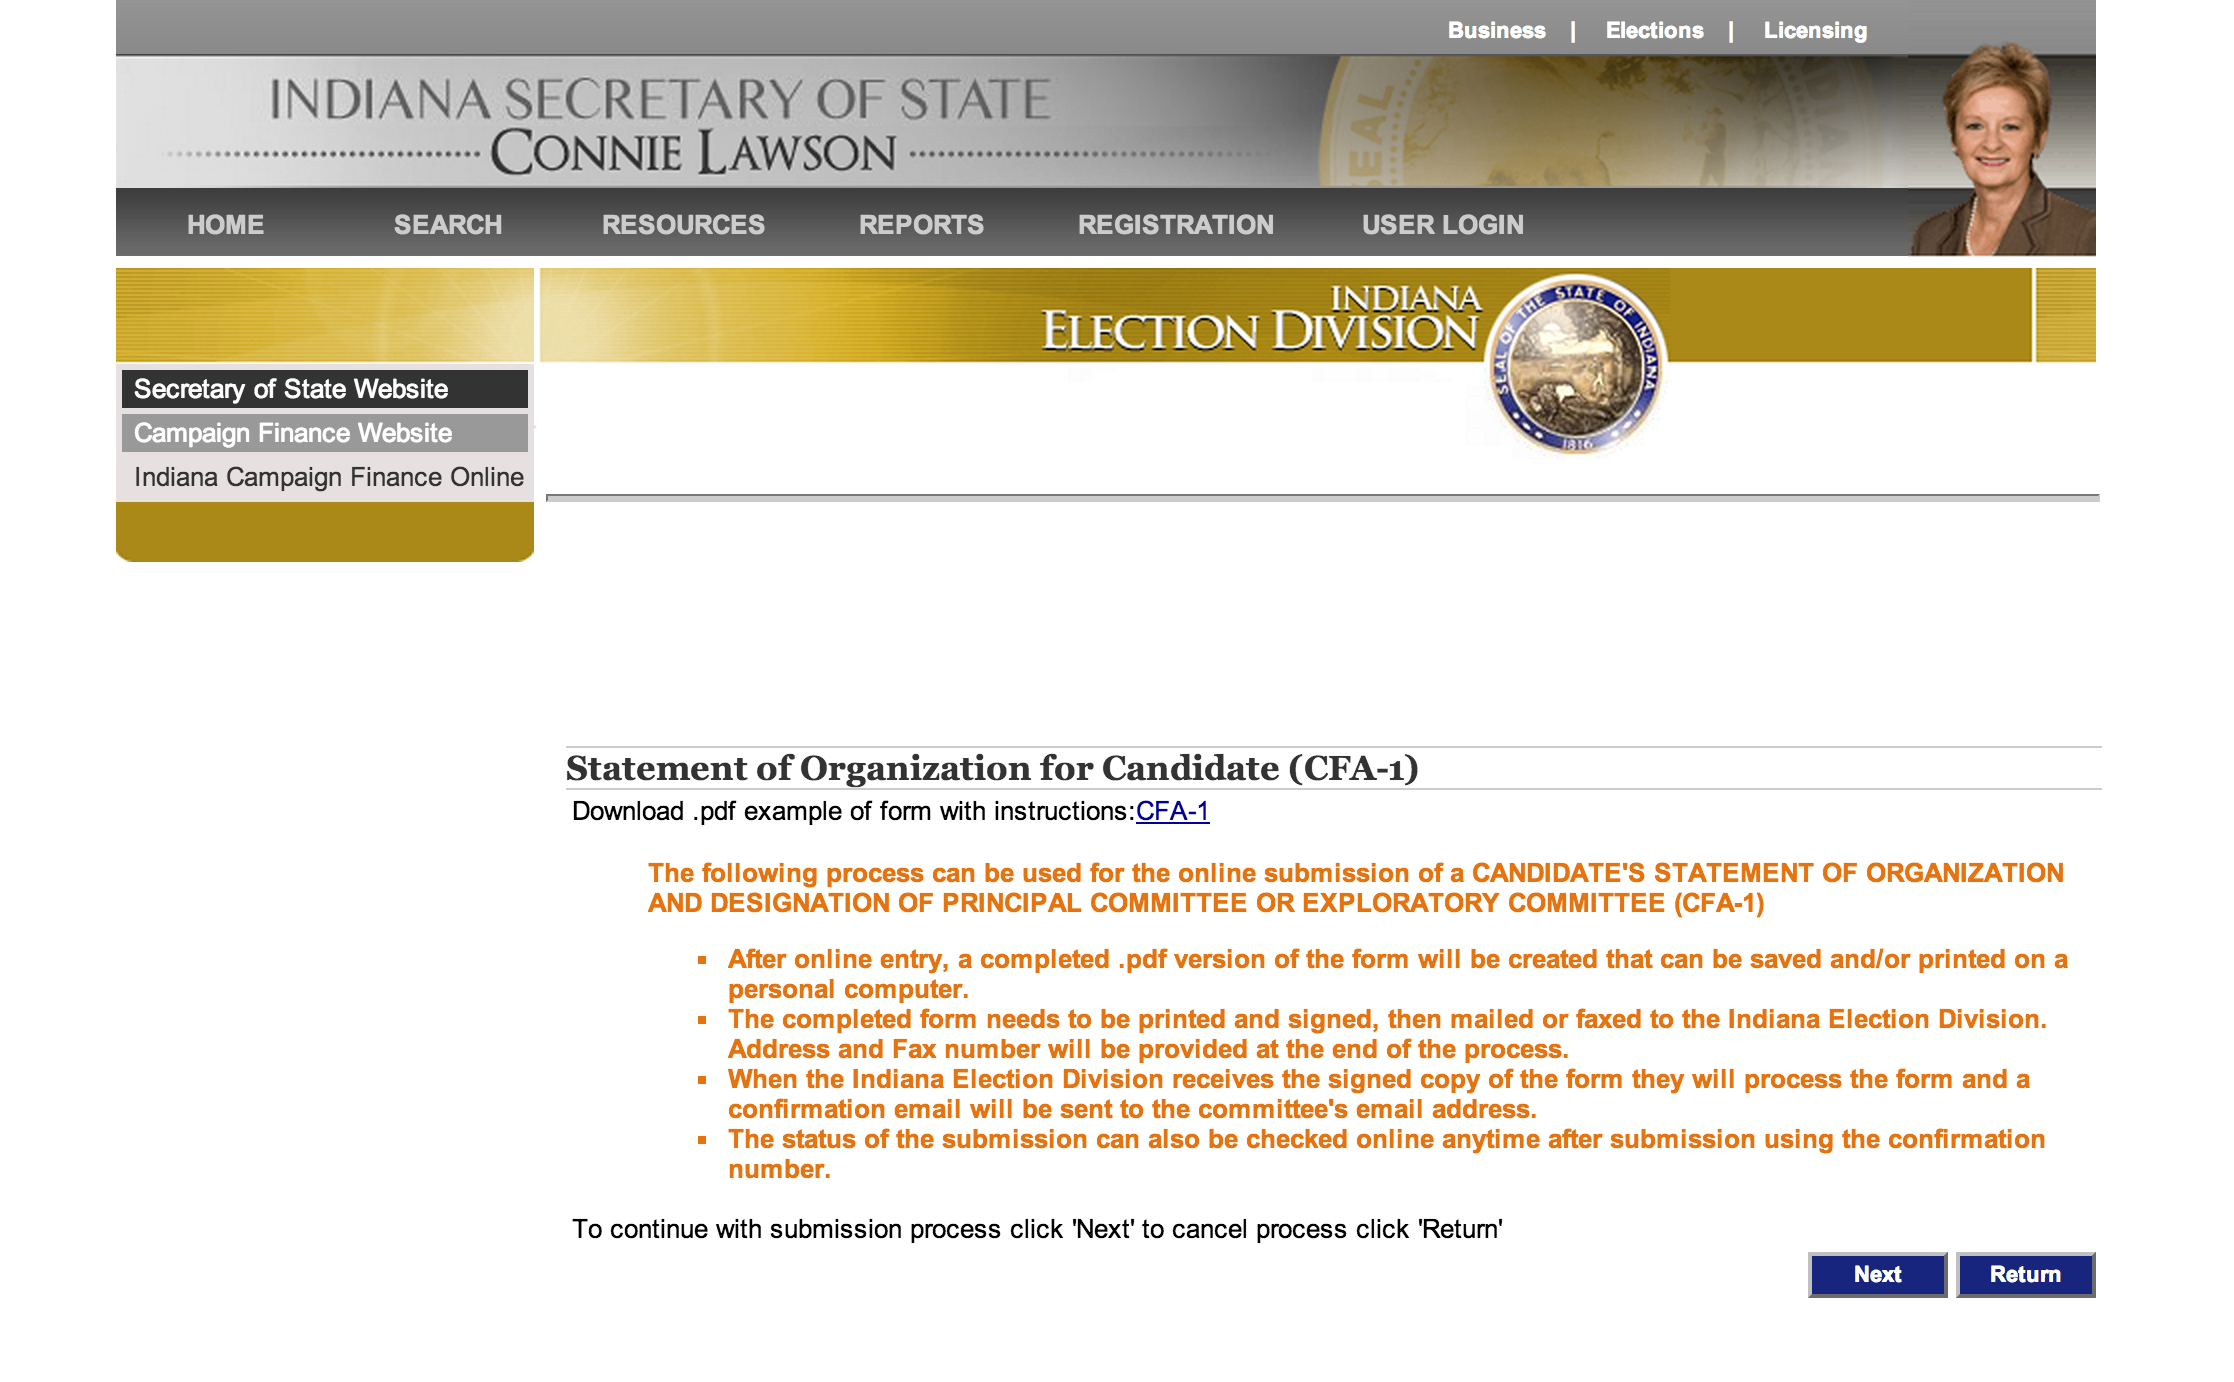 Business | Elections | Licensing
INDIANA SECRETARY OF STATE
CONNIE LAWSON
HOME SEARCH RESOURCES REPORTS REGISTRATION USER LOGIN
INDIANA
ELECTION DIVISION
SEAL OF THE STATE OF INDIANA
1816
Secretary of State Website
Campaign Finance Website
Indiana Campaign Finance Online
Statement of Organization for Candidate (CFA-1)
Download .pdf example of form with instructions:CFA-1
The following process can be used for the online submission of a CANDIDATE'S STATEMENT OF ORGANIZATION
AND DESIGNATION OF PRINCIPAL COMMITTEE OR EXPLORATORY COMMITTEE (CFA-1)
After online entry, a completed .pdf version of the form will be created that can be saved and/or printed on a
personal computer.
The completed form needs to be printed and signed, then mailed or faxed to the Indiana Election Division.
Address and Fax number will be provided at the end of the process.
When the Indiana Election Division receives the signed copy of the form they will process the form and a
confirmation email will be sent to the committee's email address.
The status of the submission can also be checked online anytime after submission using the confirmation
number.
To continue with submission process click 'Next' to cancel process click 'Return'
Next Return